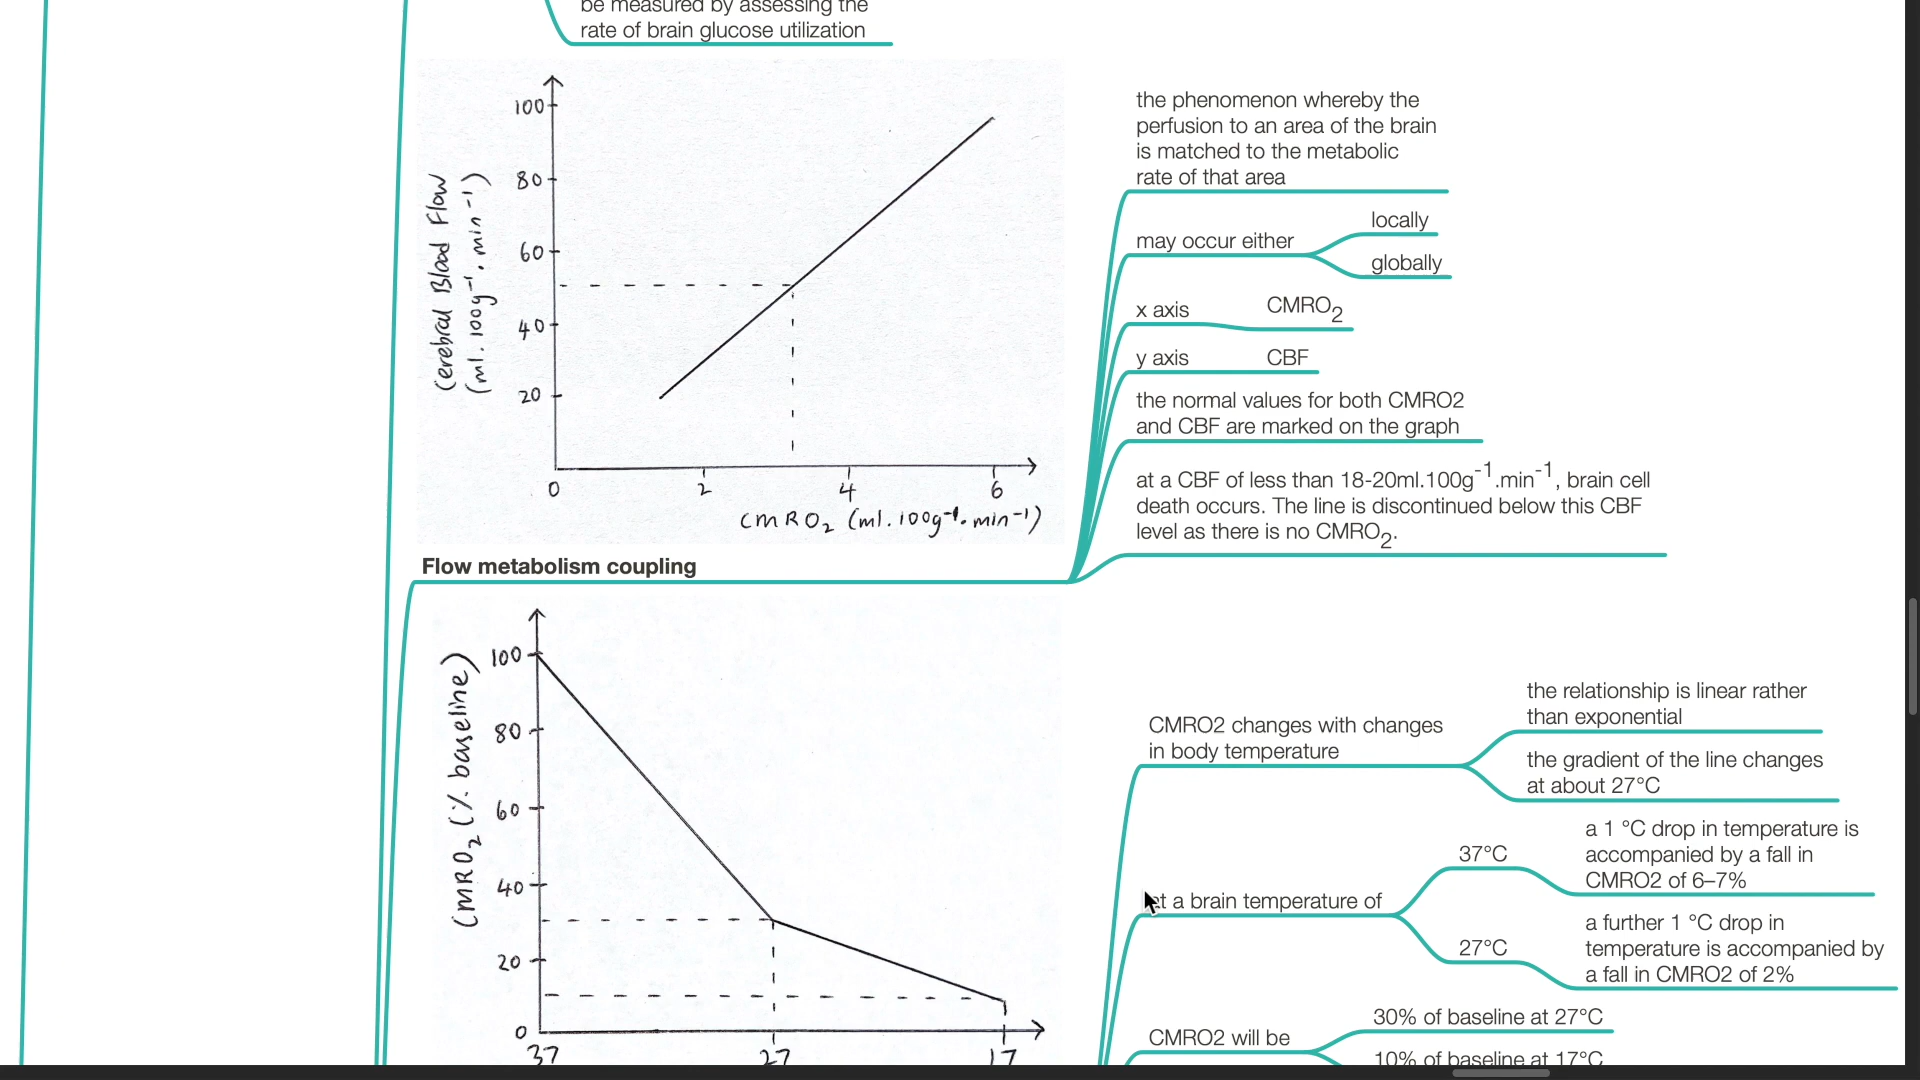 be measured by assessing the
rate of brain glucose utilization
100
80
60
40
20
0
2
4
6
Cerebral Blood Flow
(ml.100g⁻¹.min⁻¹)
CMRO₂ (ml.100g⁻¹.min⁻¹)
Flow metabolism coupling
the phenomenon whereby the
perfusion to an area of the brain
is matched to the metabolic
rate of that area
may occur either
locally
globally
x axis
CMRO₂
y axis
CBF
the normal values for both CMRO2
and CBF are marked on the graph
at a CBF of less than 18-20ml.100g⁻¹.min⁻¹, brain cell
death occurs. The line is discontinued below this CBF
level as there is no CMRO₂.
CMRO₂ (% baseline)
100
80
60
40
20
0
37
27
17
CMRO2 changes with changes
in body temperature
the relationship is linear rather
than exponential
the gradient of the line changes
at about 27°C
at a brain temperature of
37°C
a 1 °C drop in temperature is
accompanied by a fall in
CMRO2 of 6–7%
27°C
a further 1 °C drop in
temperature is accompanied by
a fall in CMRO2 of 2%
CMRO2 will be
30% of baseline at 27°C
10% of baseline at 17°C